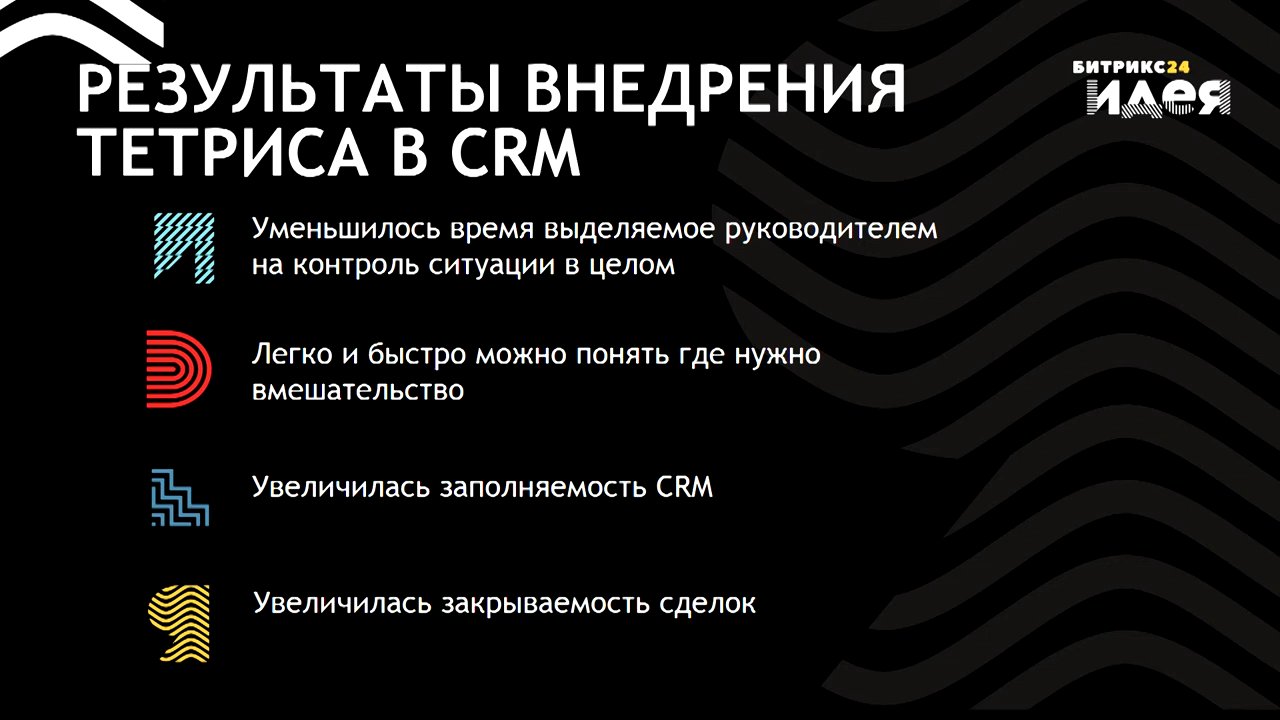 РЕЗУЛЬТАТЫ ВНЕДРЕНИЯ
ТЕТРИСА В CRM
БИТРИКС24
идея
Уменьшилось время выделяемое руководителем
на контроль ситуации в целом
Легко и быстро можно понять где нужно
вмешательство
Увеличилась заполняемость CRM
Увеличилась закрываемость сделок